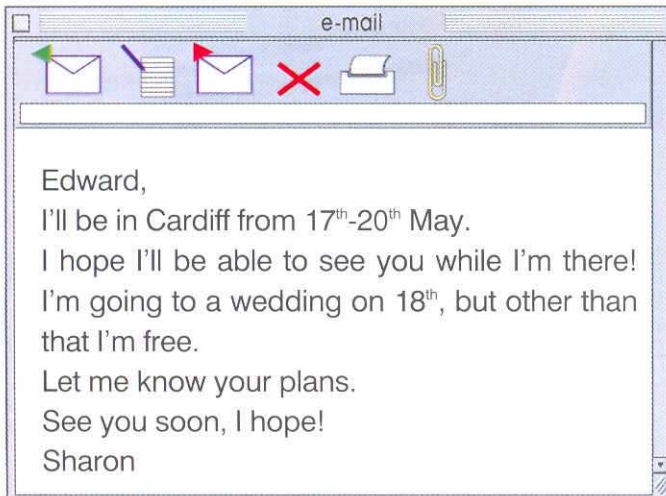 e-mail
Edward,
I'll be in Cardiff from 17th-20th May.
I hope I'll be able to see you while I'm there!
I'm going to a wedding on 18th, but other than
that I'm free.
Let me know your plans.
See you soon, I hope!
Sharon